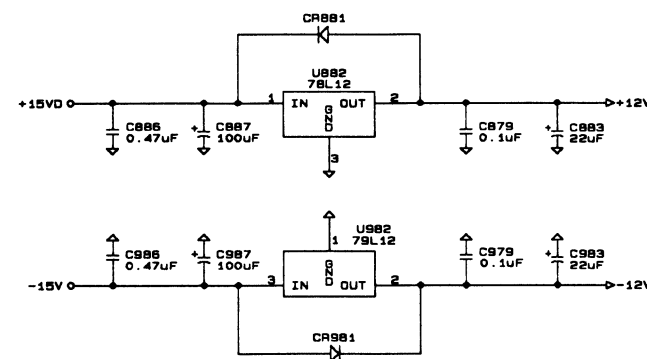 CR881
U882
78L12
+15VD
1 IN GND OUT 2
+12V
C886
0.47uF
+ C887
100uF
C879
0.1uF
+ C883
22uF
3
U982
79L12
1
C986
0.47uF
+ C987
100uF
C979
0.1uF
+ C983
22uF
-15V
3 IN GND OUT 2
-12V
CR981